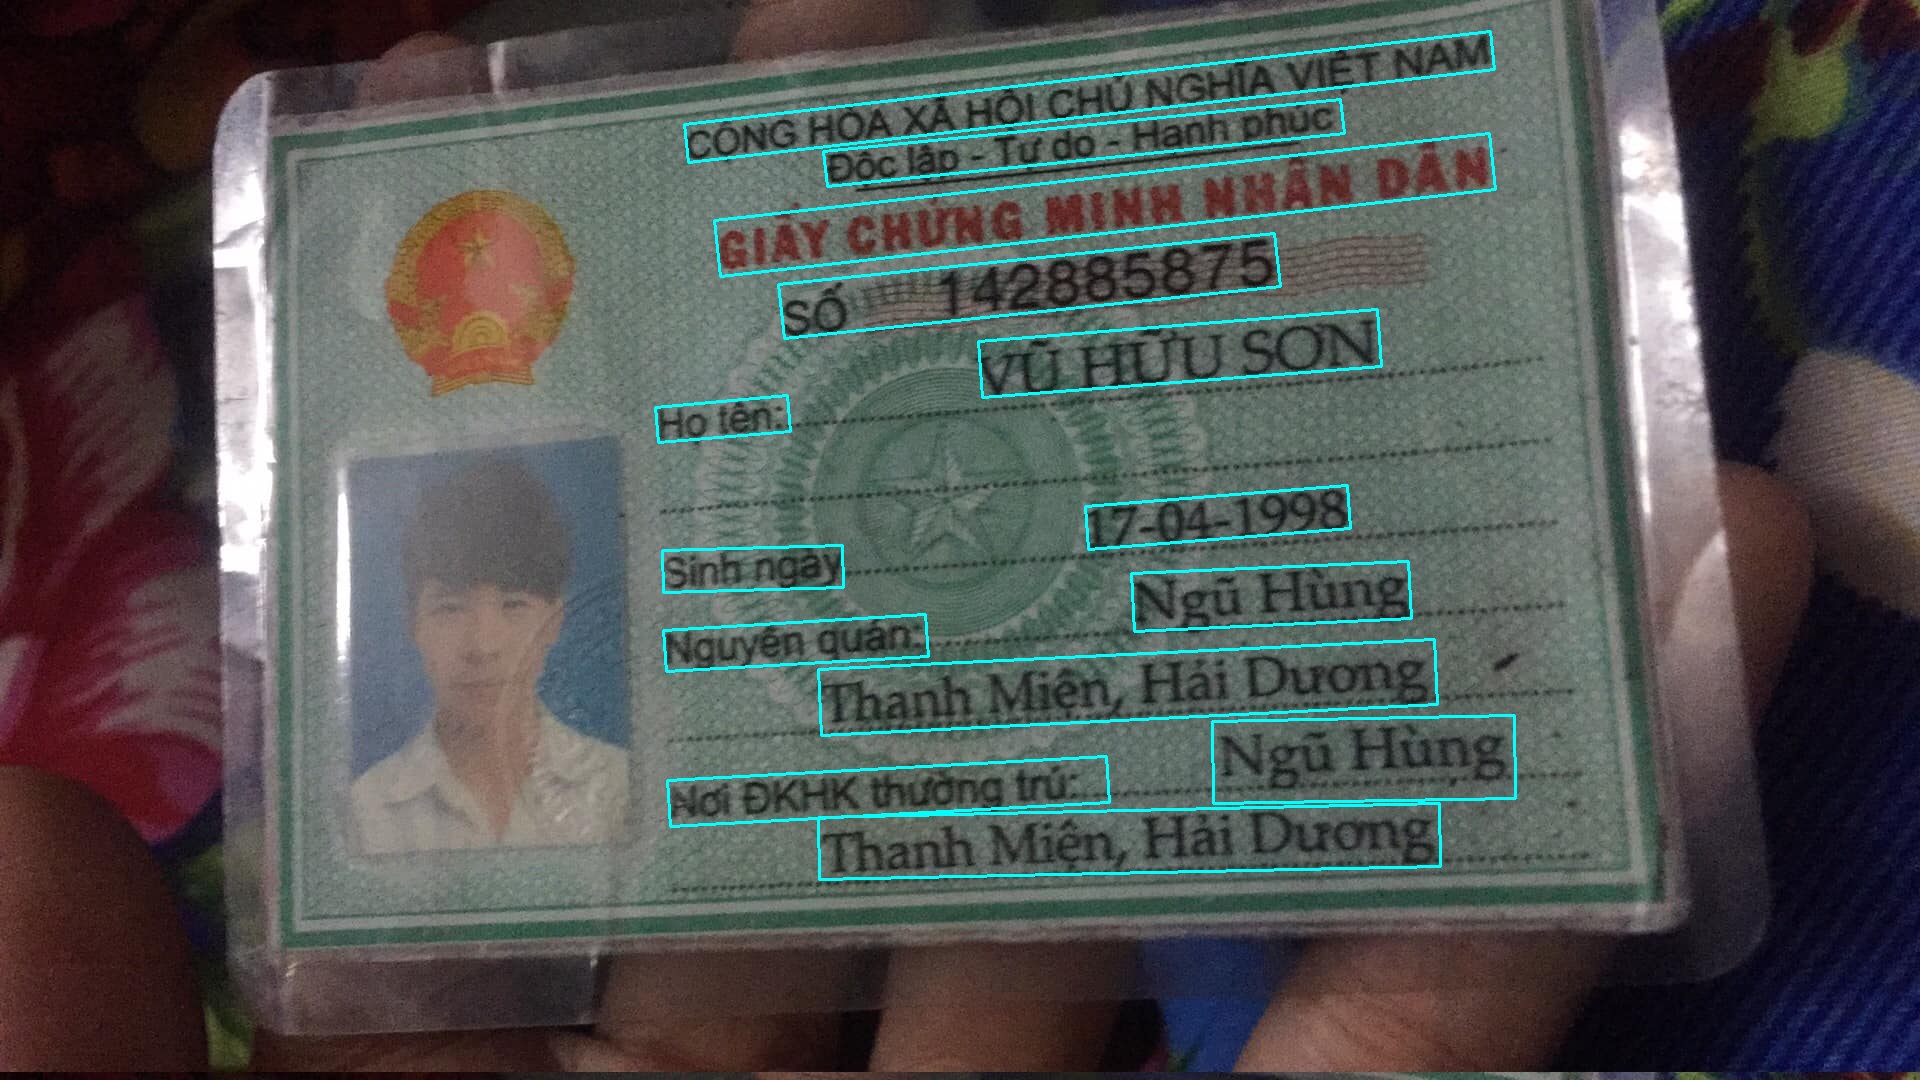 CỘNG HÒA XÃ HỘI CHỦ NGHĨA VIỆT NAM
Độc lập - Tự do - Hạnh phúc
GIẤY CHỨNG MINH NHÂN DÂN
SỐ 142885875
Họ tên: VŨ HỮU SƠN
Sinh ngày 17-04-1998
Nguyên quán: Ngũ Hùng
Thanh Miện, Hải Dương
Nơi ĐKHK thường trú: Ngũ Hùng
Thanh Miện, Hải Dương